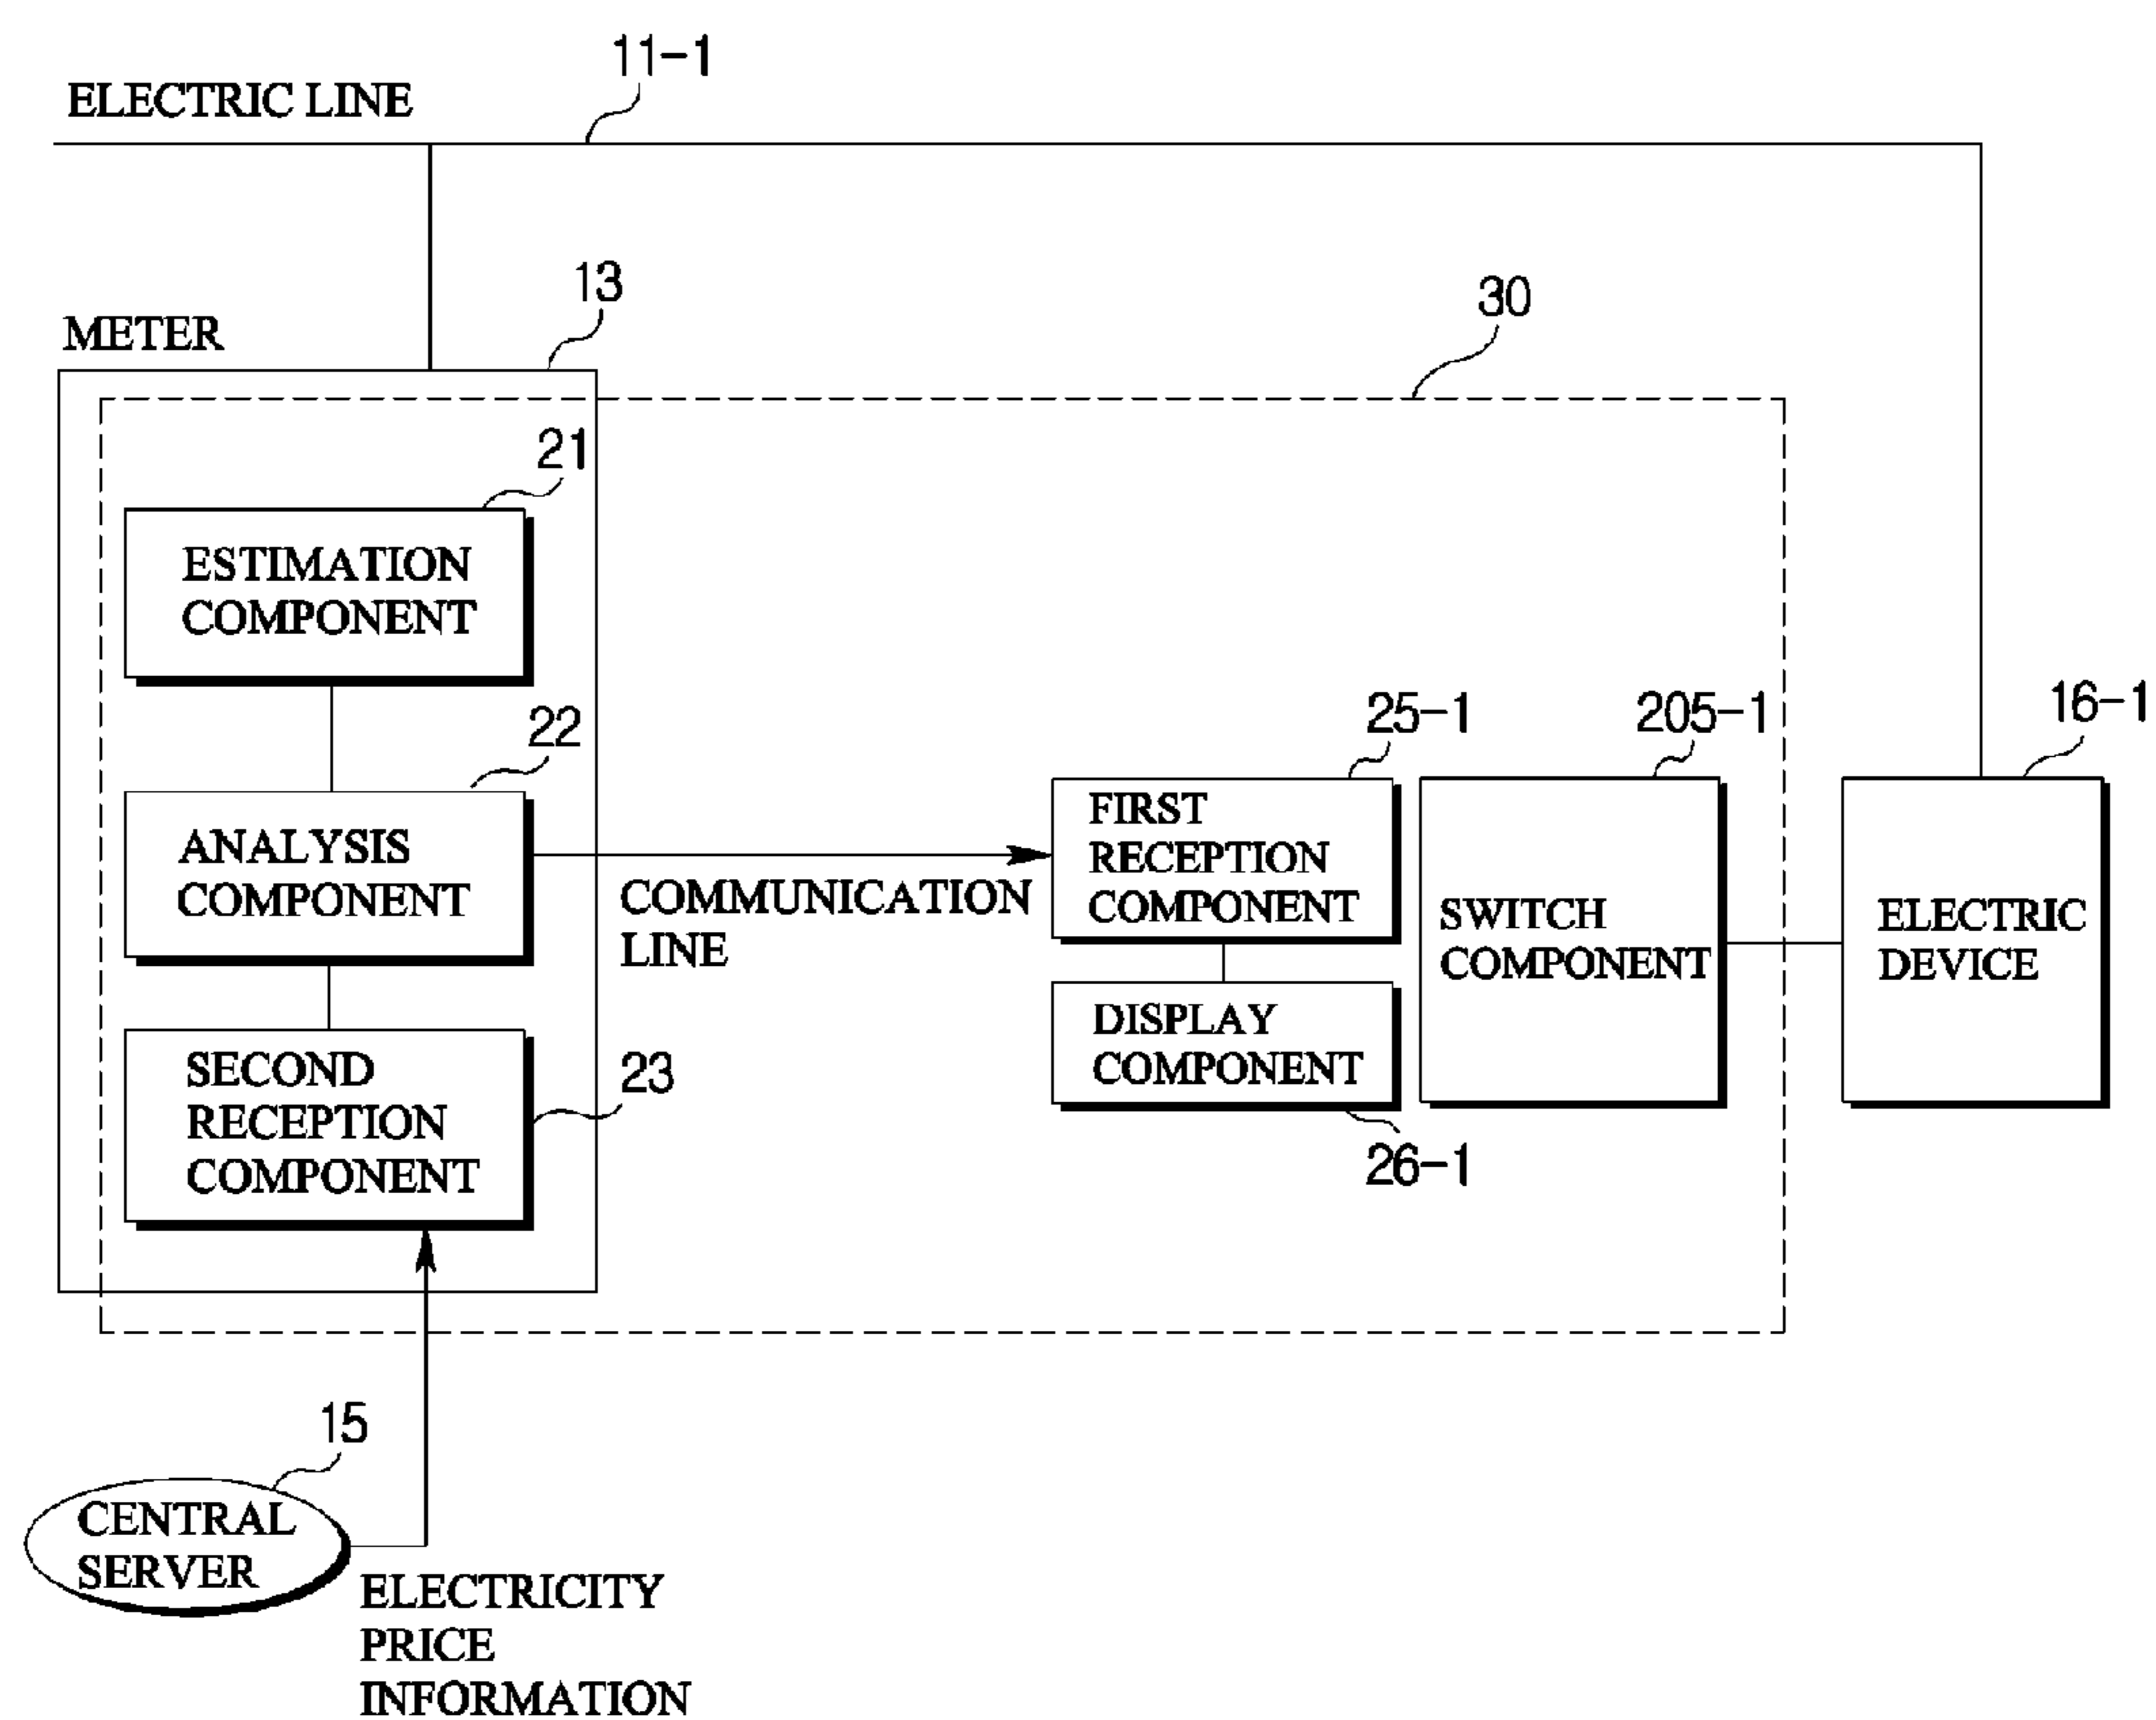 11-1
ELECTRIC LINE
13
30
METER
21
ESTIMATION
COMPONENT
22
25-1
205-1
16-1
ANALYSIS
COMPONENT
COMMUNICATION
LINE
FIRST
RECEPTION
COMPONENT
SWITCH
COMPONENT
ELECTRIC
DEVICE
DISPLAY
COMPONENT
26-1
SECOND
RECEPTION
COMPONENT
23
15
CENTRAL
SERVER
ELECTRICITY
PRICE
INFORMATION